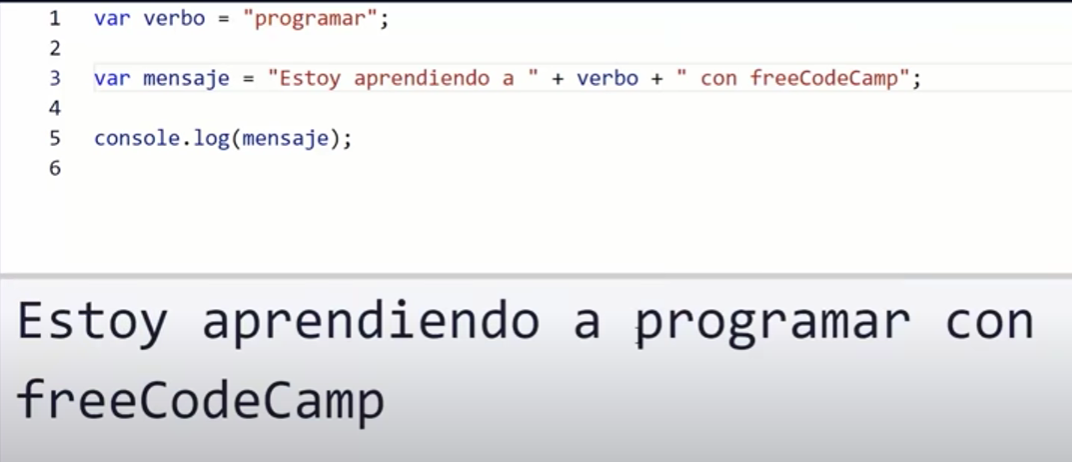 1 var verbo = "programar";
2
3 var mensaje = "Estoy aprendiendo a " + verbo + " con freeCodeCamp";
4
5 console.log(mensaje);
6
Estoy aprendiendo a programar con
freeCodeCamp